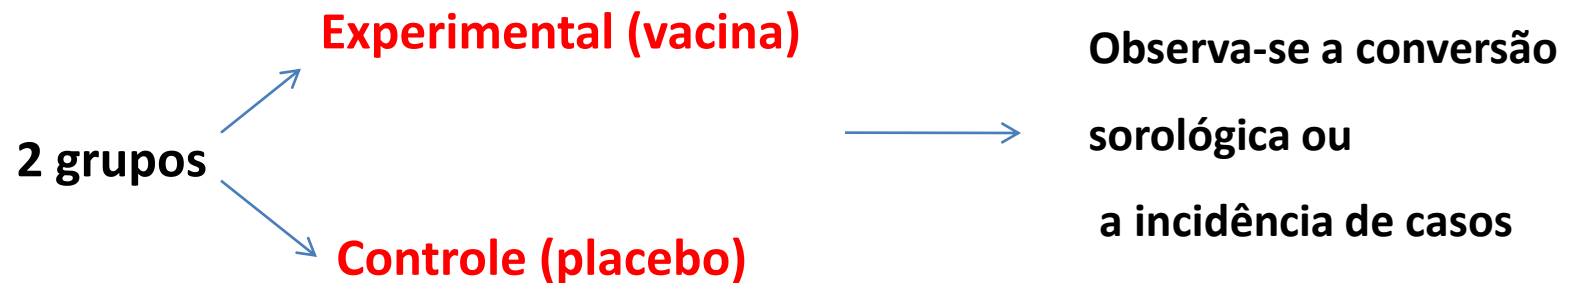 2 grupos
Experimental (vacina)
Controle (placebo)
Observa-se a conversão
sorológica ou
a incidência de casos